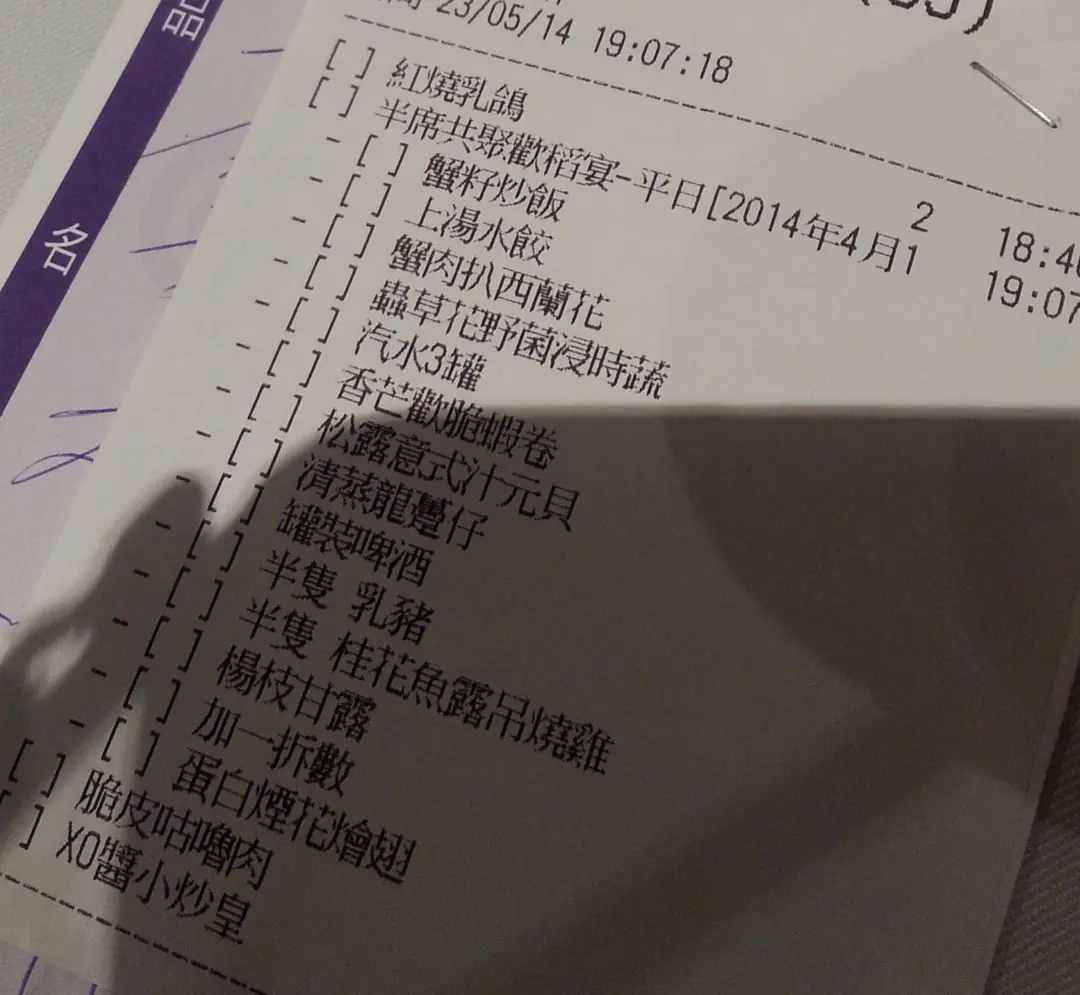 品
名
23/05/14 19:07:18
[ ] 紅燒乳鴿 2 18:4
[ ] 半席共聚歡稻宴-平日[2014年4月1 19:07
- [ ] 蟹籽炒飯
- [ ] 上湯水餃
- [ ] 蟹肉扒西蘭花
- [ ] 蟲草花野菌浸時蔬
- [ ] 汽水3罐
- [ ] 香芒歡脆蝦卷
- [ ] 松露意式汁元貝
- [ ] 清蒸龍躉仔
- [ ] 罐裝啤酒
- [ ] 半隻 乳豬
- [ ] 半隻 桂花魚露吊燒雞
- [ ] 楊枝甘露
- [ ] 加一折數
- [ ] 蛋白煙花燴翅
[ ] 脆皮咕嚕肉
[ ] XO醬小炒皇